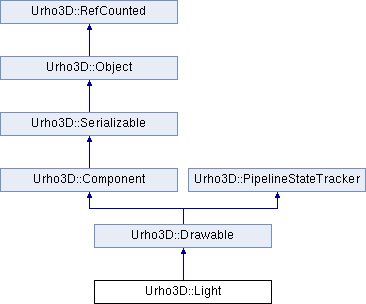 Urho3D::RefCounted
Urho3D::Object
Urho3D::Serializable
Urho3D::Component
Urho3D::PipelineStateTracker
Urho3D::Drawable
Urho3D::Light